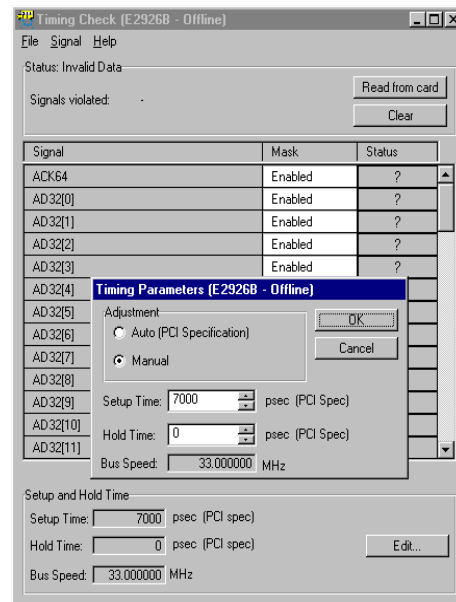 Timing Check (E2926B - Offline)
File Signal Help
Status: Invalid Data
Signals violated: -
Read from card
Clear
Signal Mask Status
ACK64 Enabled ?
AD32[0] Enabled ?
AD32[1] Enabled ?
AD32[2] Enabled ?
AD32[3] Enabled ?
AD32[4]
AD32[5]
AD32[6]
AD32[7]
AD32[8]
AD32[9]
AD32[10]
AD32[11]
Timing Parameters (E2926B - Offline)
Adjustment
Auto (PCI Specification)
Manual
OK
Cancel
Setup Time: 7000 psec (PCI Spec)
Hold Time: 0 psec (PCI Spec)
Bus Speed: 33.000000 MHz
Setup and Hold Time
Setup Time: 7000 psec (PCI spec)
Hold Time: 0 psec (PCI spec)
Edit...
Bus Speed: 33.000000 MHz